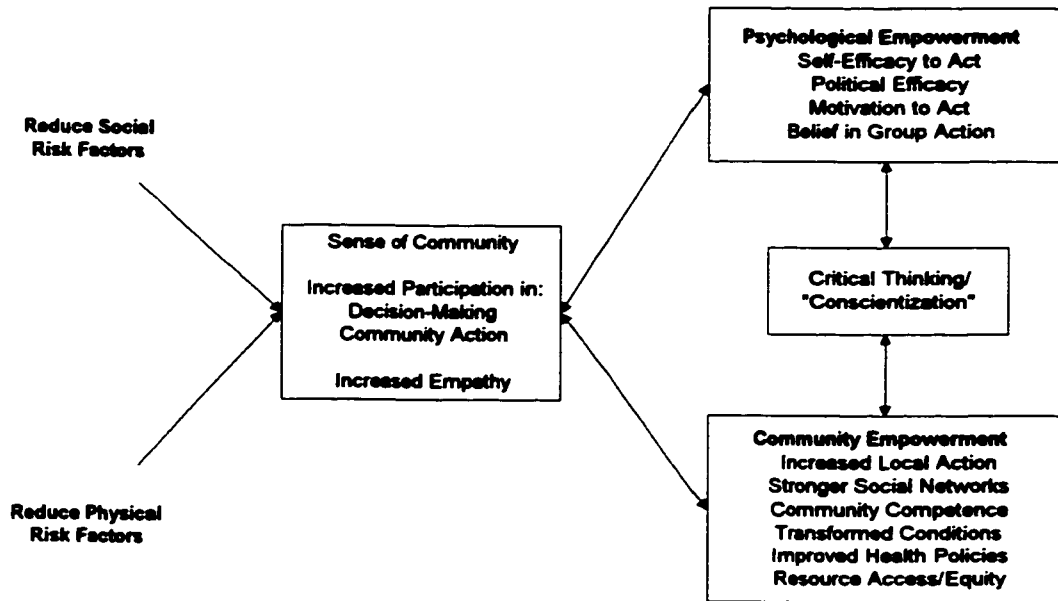 Reduce Social
Risk Factors
Reduce Physical
Risk Factors
Sense of Community
Increased Participation in:
Decision-Making
Community Action
Increased Empathy
Psychological Empowerment
Self-Efficacy to Act
Political Efficacy
Motivation to Act
Belief in Group Action
Critical Thinking/
"Conscientization"
Community Empowerment
Increased Local Action
Stronger Social Networks
Community Competence
Transformed Conditions
Improved Health Policies
Resource Access/Equity